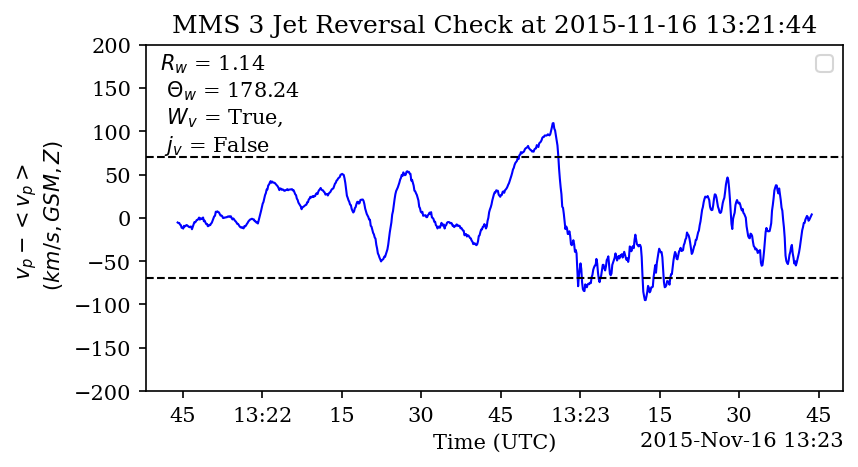 MMS 3 Jet Reversal Check at 2015-11-16 13:21:44
R_w = 1.14
Θ_w = 178.24
W_v = True,
j_v = False
v_p − < v_p >
(km/s, GSM, Z)
200
150
100
50
0
−50
−100
−150
−200
45 13:22 15 30 45 13:23 15 30 45
Time (UTC) 2015-Nov-16 13:23